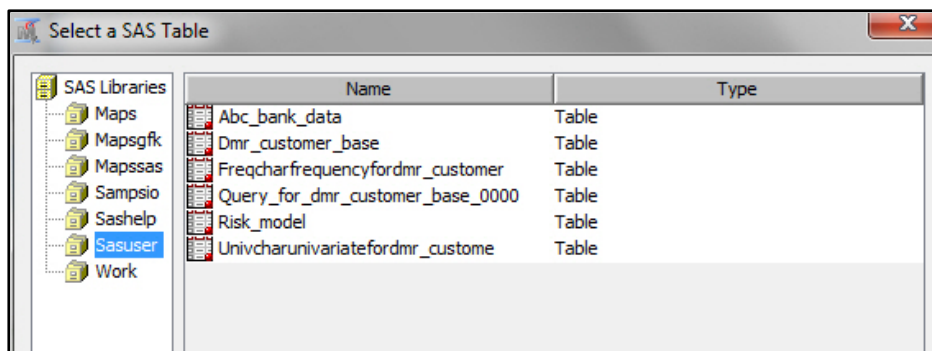 Select a SAS Table
X
SAS Libraries
Maps
Mapsgfk
Mapssas
Sampsio
Sashelp
Sasuser
Work
Name Type
Abc_bank_data Table
Dmr_customer_base Table
Freqcharfrequencyfordmr_customer Table
Query_for_dmr_customer_base_0000 Table
Risk_model Table
Univcharunivariatefordmr_custome Table